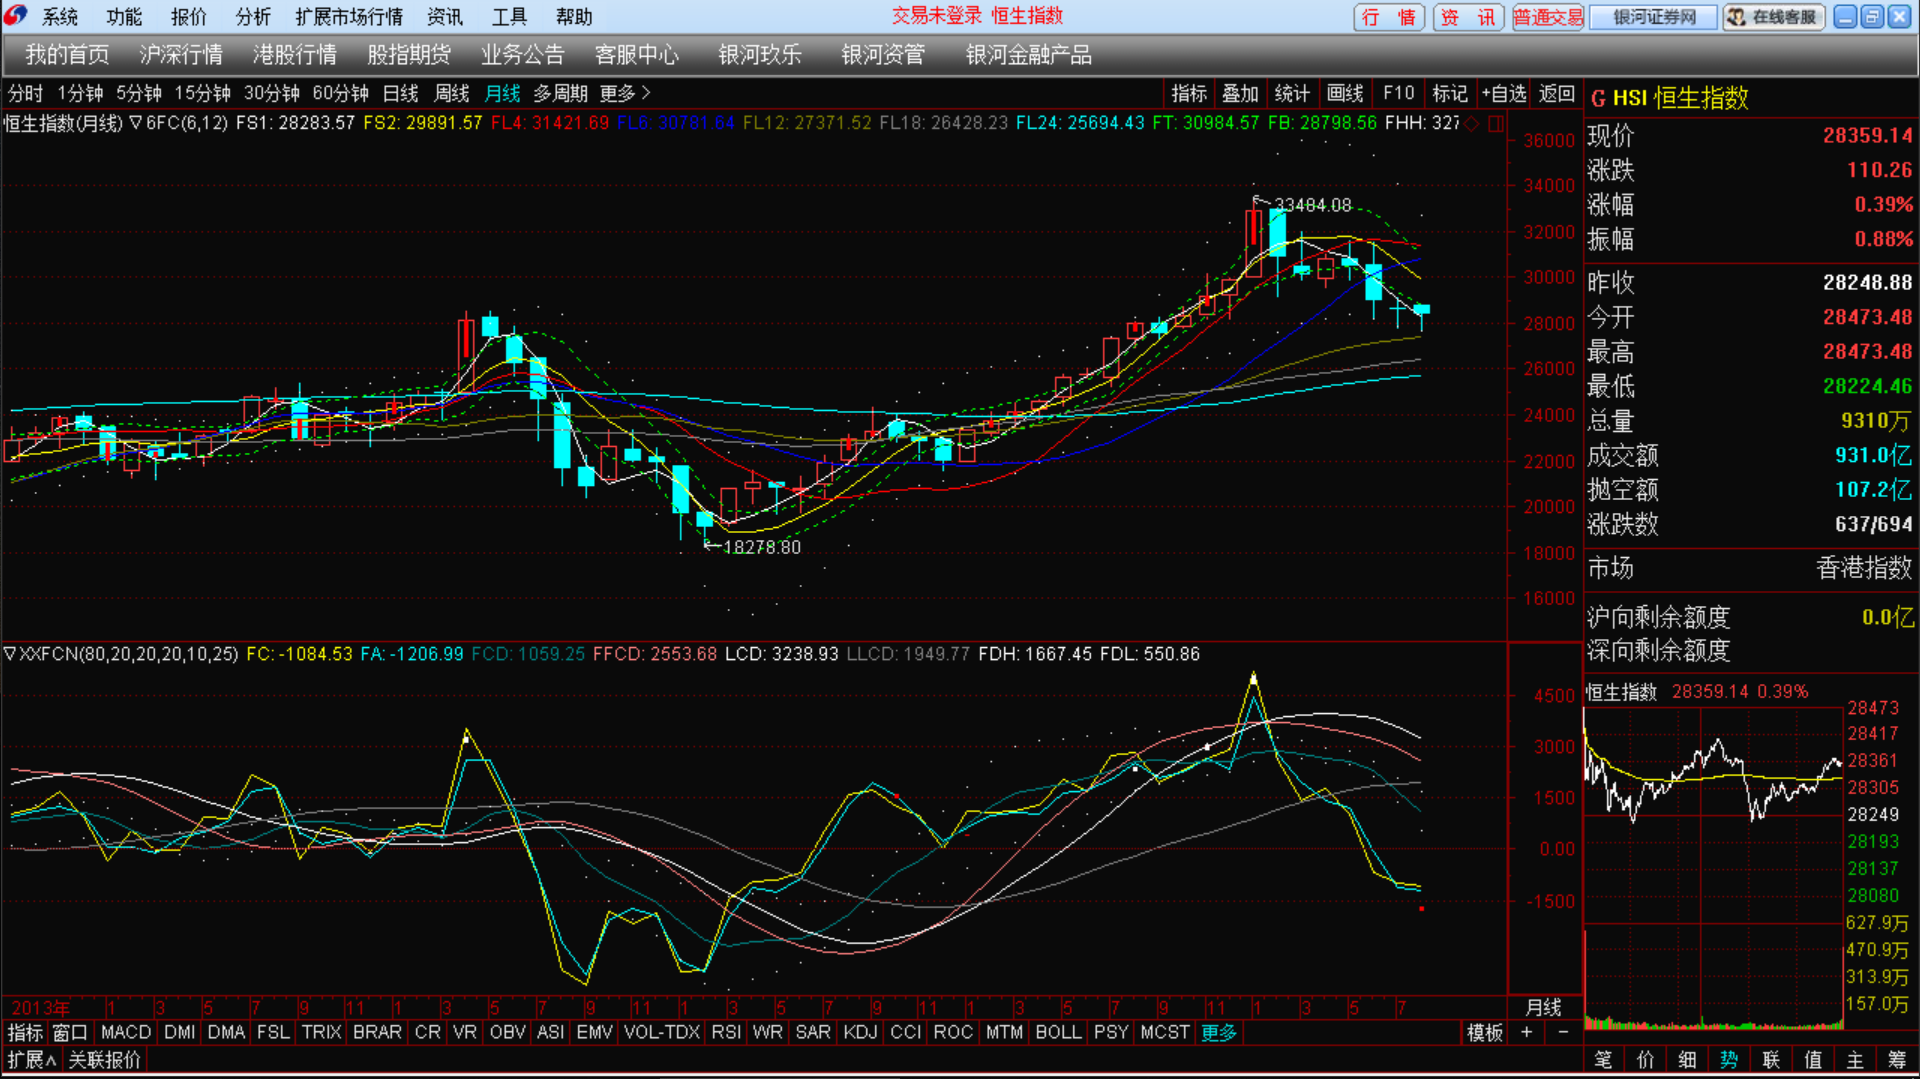 系统 功能 报价 分析 扩展市场行情 资讯 工具 帮助 交易未登录 恒生指数 行 情 资 讯 普通交易 银河证券网 在线客服
我的首页 沪深行情 港股行情 股指期货 业务公告 客服中心 银河玖乐 银河资管 银河金融产品
分时 1分钟 5分钟 15分钟 30分钟 60分钟 日线 周线 月线 多周期 更多 > 指标 叠加 统计 画线 F10 标记 +自选 返回
G HSI 恒生指数
恒生指数(月线) ▽6FC(6,12) FS1: 28283.57 FS2: 29891.57 FL4: 31421.69 FL6: 30781.64 FL12: 27371.52 FL18: 26428.23 FL24: 25694.43 FT: 30984.57 FB: 28798.56 FHH: 327
36000
34000
32000
30000
28000
26000
24000
22000
20000
18000
16000
33484.08
18278.80
现价 28359.14
涨跌 110.26
涨幅 0.39%
振幅 0.88%
昨收 28248.88
今开 28473.48
最高 28473.48
最低 28224.46
总量 9310万
成交额 931.0亿
抛空额 107.2亿
涨跌数 637/694
市场 香港指数
沪向剩余额度 0.0亿
深向剩余额度
▽XXFCN(80,20,20,20,10,25) FC: -1084.53 FA: -1206.99 FCD: 1059.25 FFCD: 2553.68 LCD: 3238.93 LLCD: 1949.77 FDH: 1667.45 FDL: 550.86
4500
3000
1500
0.00
-1500
恒生指数 28359.14 0.39%
28473
28417
28361
28305
28249
28193
28137
28080
627.9万
470.9万
313.9万
157.0万
2013年 1 3 5 7 9 11 1 3 5 7 9 11 1 3 5 7 9 11 1 3 5 7 9 11 1 3 5 7 月线
指标 窗口 MACD DMI DMA FSL TRIX BRAR CR VR OBV ASI EMV VOL-TDX RSI WR SAR KDJ CCI ROC MTM BOLL PSY MCST 更多 模板 + -
扩展∧ 关联报价 笔 价 细 势 联 值 主 筹